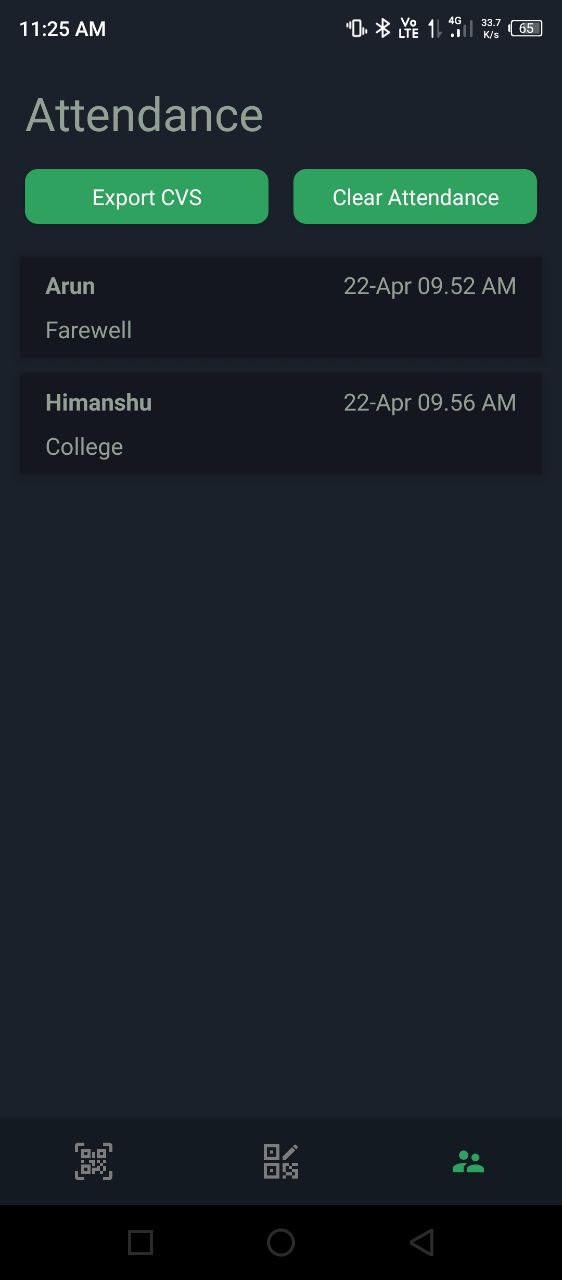 11:25 AM Vo LTE 4G 33.7 K/s 65
Attendance
Export CVS Clear Attendance
Arun 22-Apr 09.52 AM
Farewell
Himanshu 22-Apr 09.56 AM
College